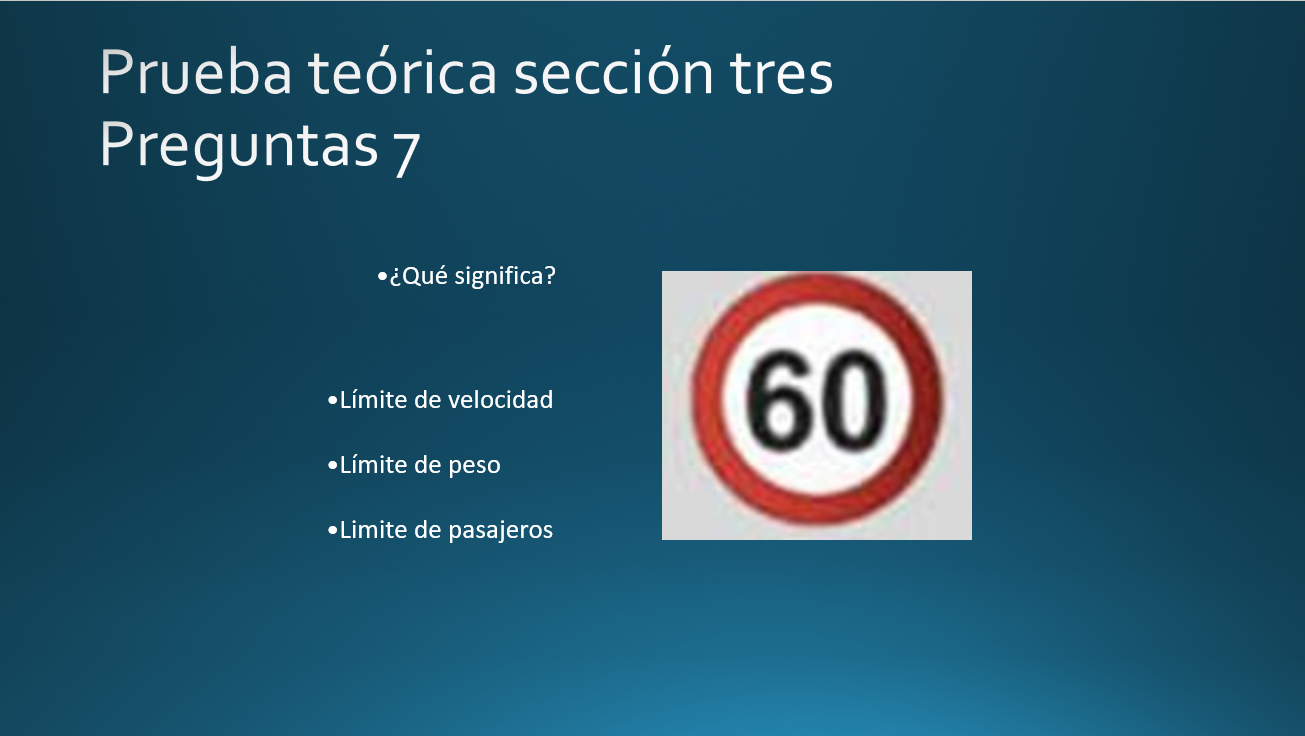 Prueba teórica sección tres
Preguntas 7
•¿Qué significa?
•Límite de velocidad
•Límite de peso
•Limite de pasajeros
60